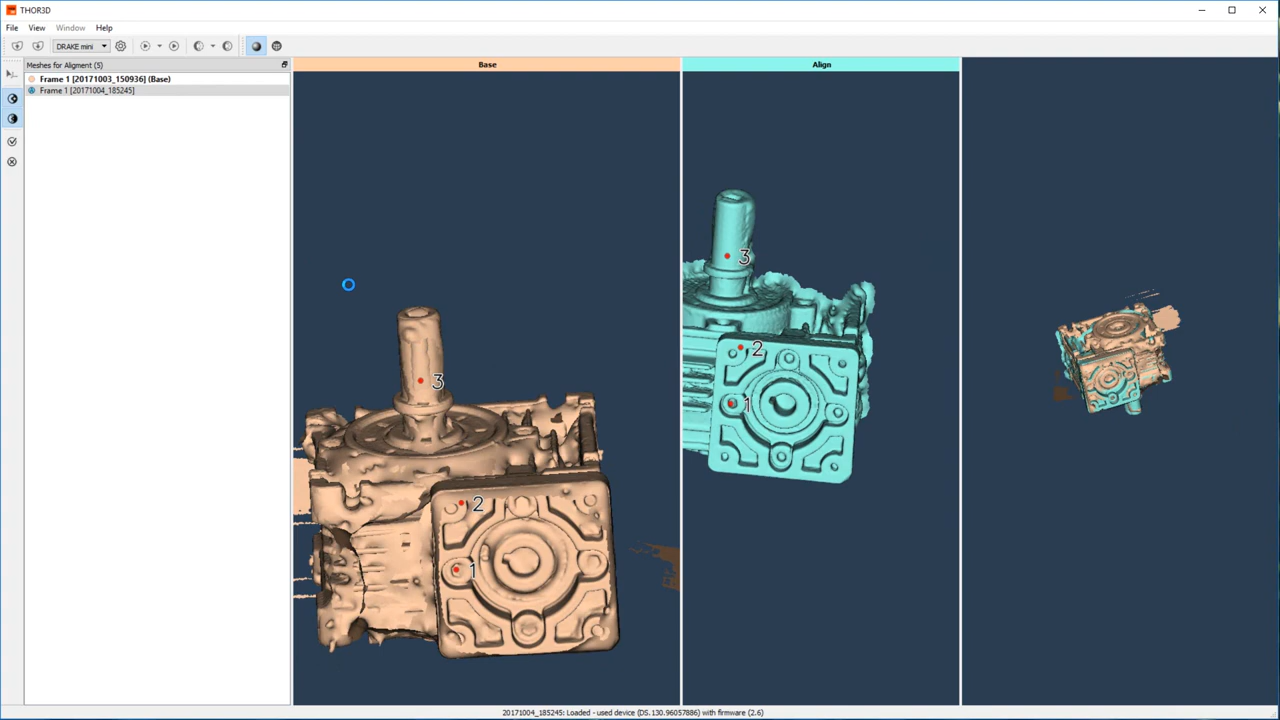 THOR3D
File View Window Help
DRAKE mini
Meshes for Aligment (5)
Base
Align
Frame 1 [20171003_150936] (Base)
Frame 1 [20171004_185245]
3
2
1
3
2
1
20171004_185245: Loaded - used device (DS.130.96057886) with firmware (2.6)